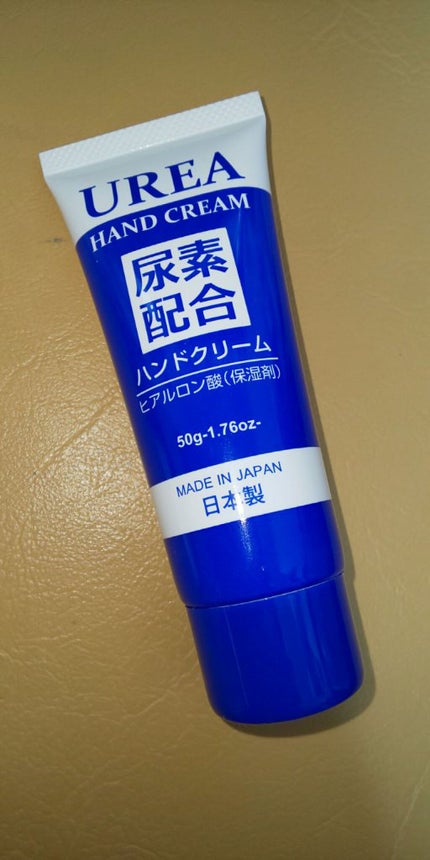 UREA
HAND CREAM
尿素
配合
ハンドクリーム
ヒアルロン酸(保湿剤)
50g-1.76oz-
MADE IN JAPAN
日本製